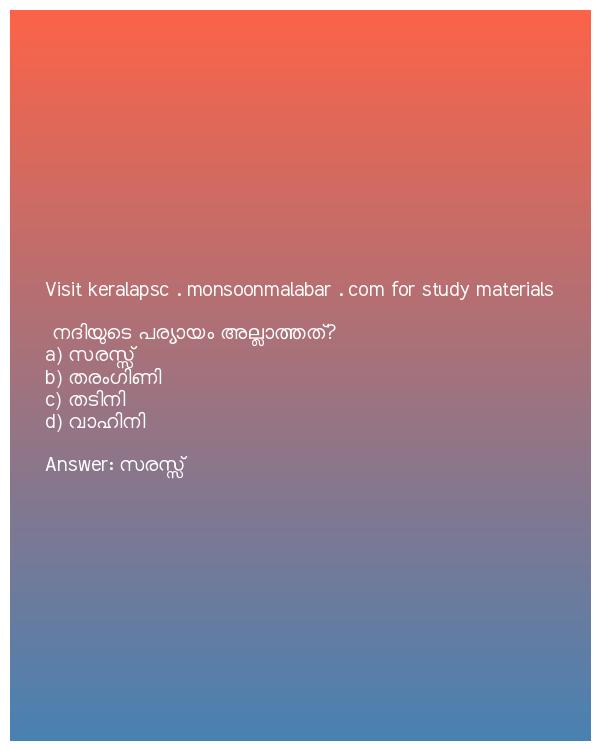 Visit keralapsc . monsoonmalabar . com for study materials
നദിയുടെ പര്യായം അല്ലാത്തത്?
a) സരസ്സ്
b) തരംഗിണി
c) തടിനി
d) വാഹിനി
Answer: സരസ്സ്